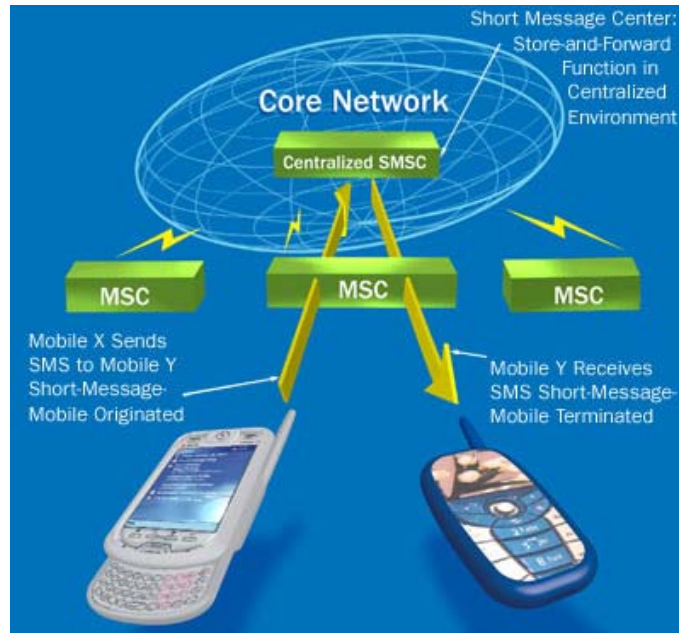 Short Message Center:
Store-and-Forward
Function in
Centralized
Environment
Core Network
Centralized SMSC
MSC
MSC
MSC
Mobile X Sends
SMS to Mobile Y
Short-Message-
Mobile Originated
Mobile Y Receives
SMS Short-Message-
Mobile Terminated